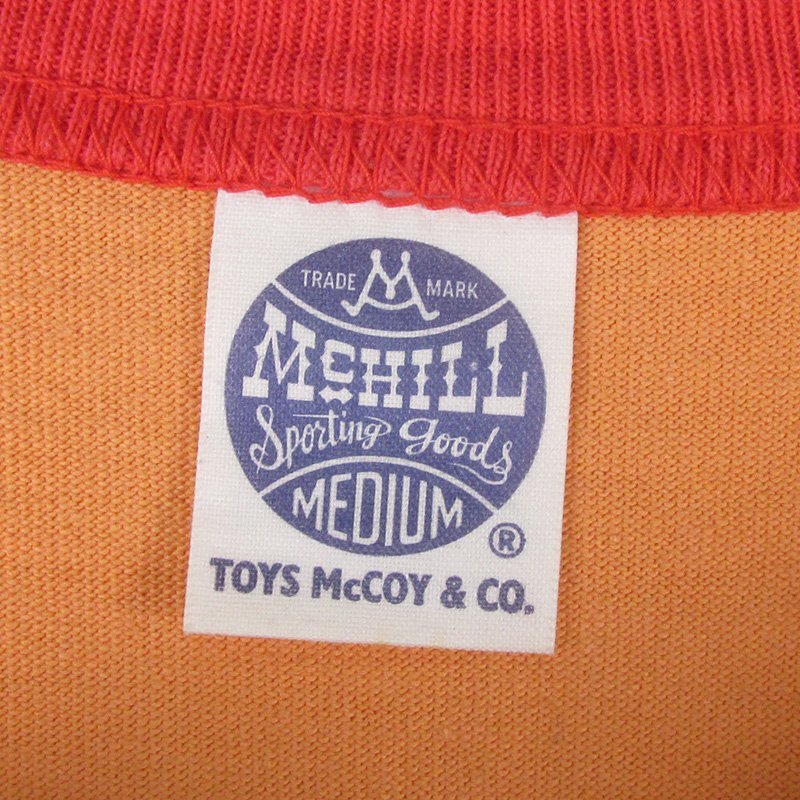 TRADE MARK
McHILL
Sporting goods
MEDIUM
®
TOYS McCOY & CO.